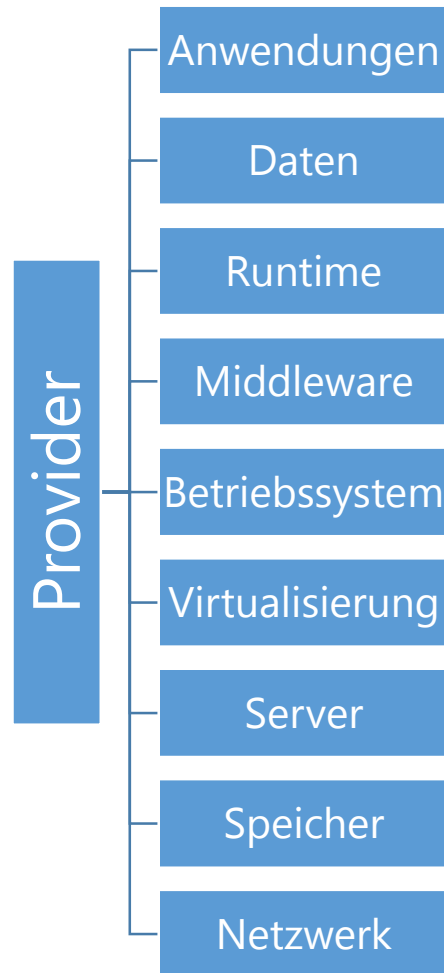 Provider
Anwendungen
Daten
Runtime
Middleware
Betriebssystem
Virtualisierung
Server
Speicher
Netzwerk